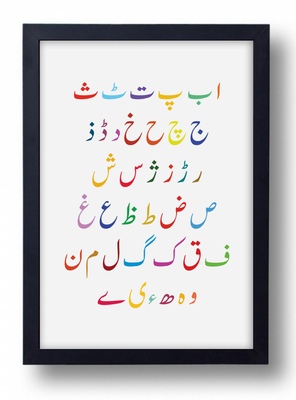 ا ب پ ت ٹ ث
ج چ ح خ د ڈ ذ
ر ڑ ز ژ س ش
ص ض ط ظ ع غ
ف ق ک گ ل م ن
و ہ ھ ء ی ے